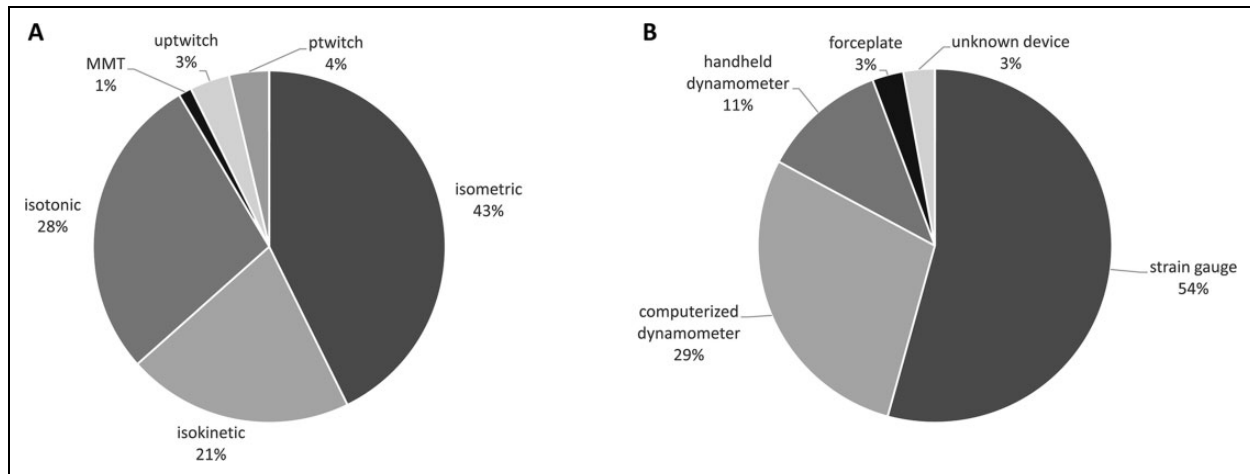 A
uptwitch
3%
ptwitch
4%
MMT
1%
isometric
43%
isotonic
28%
isokinetic
21%
B
forceplate
3%
unknown device
3%
handheld
dynamometer
11%
strain gauge
54%
computerized
dynamometer
29%